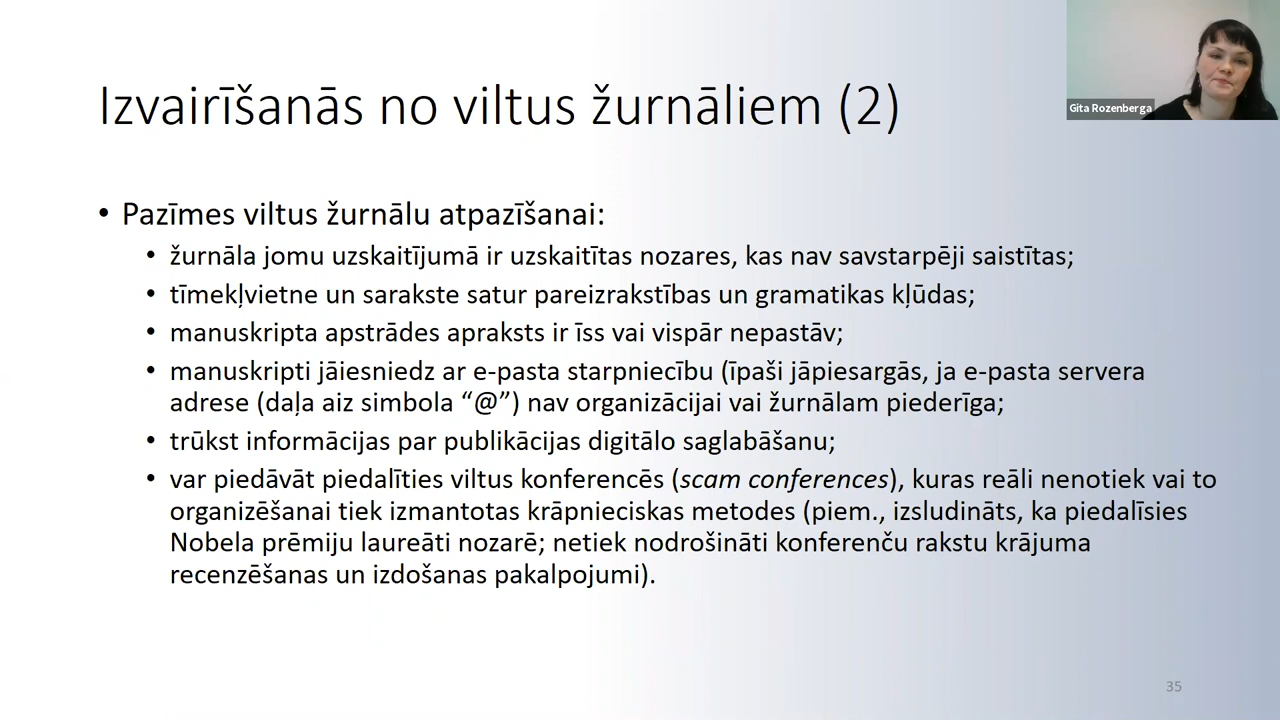 Izvairīšanās no viltus žurnāliem (2)
Gita Rozenberga
• Pazīmes viltus žurnālu atpazīšanai:
• žurnāla jomu uzskaitījumā ir uzskaitītas nozares, kas nav savstarpēji saistītas;
• tīmekļvietne un sarakste satur pareizrakstības un gramatikas kļūdas;
• manuskripta apstrādes apraksts ir īss vai vispār nepastāv;
• manuskripti jāiesniedz ar e-pasta starpniecību (īpaši jāpiesargās, ja e-pasta servera
adrese (daļa aiz simbola “@”) nav organizācijai vai žurnālam piederīga;
• trūkst informācijas par publikācijas digitālo saglabāšanu;
• var piedāvāt piedalīties viltus konferencēs (scam conferences), kuras reāli nenotiek vai to
organizēšanai tiek izmantotas krāpnieciskas metodes (piem., izsludināts, ka piedalīsies
Nobela prēmiju laureāti nozarē; netiek nodrošināti konferenču rakstu krājuma
recenzēšanas un izdošanas pakalpojumi).
35